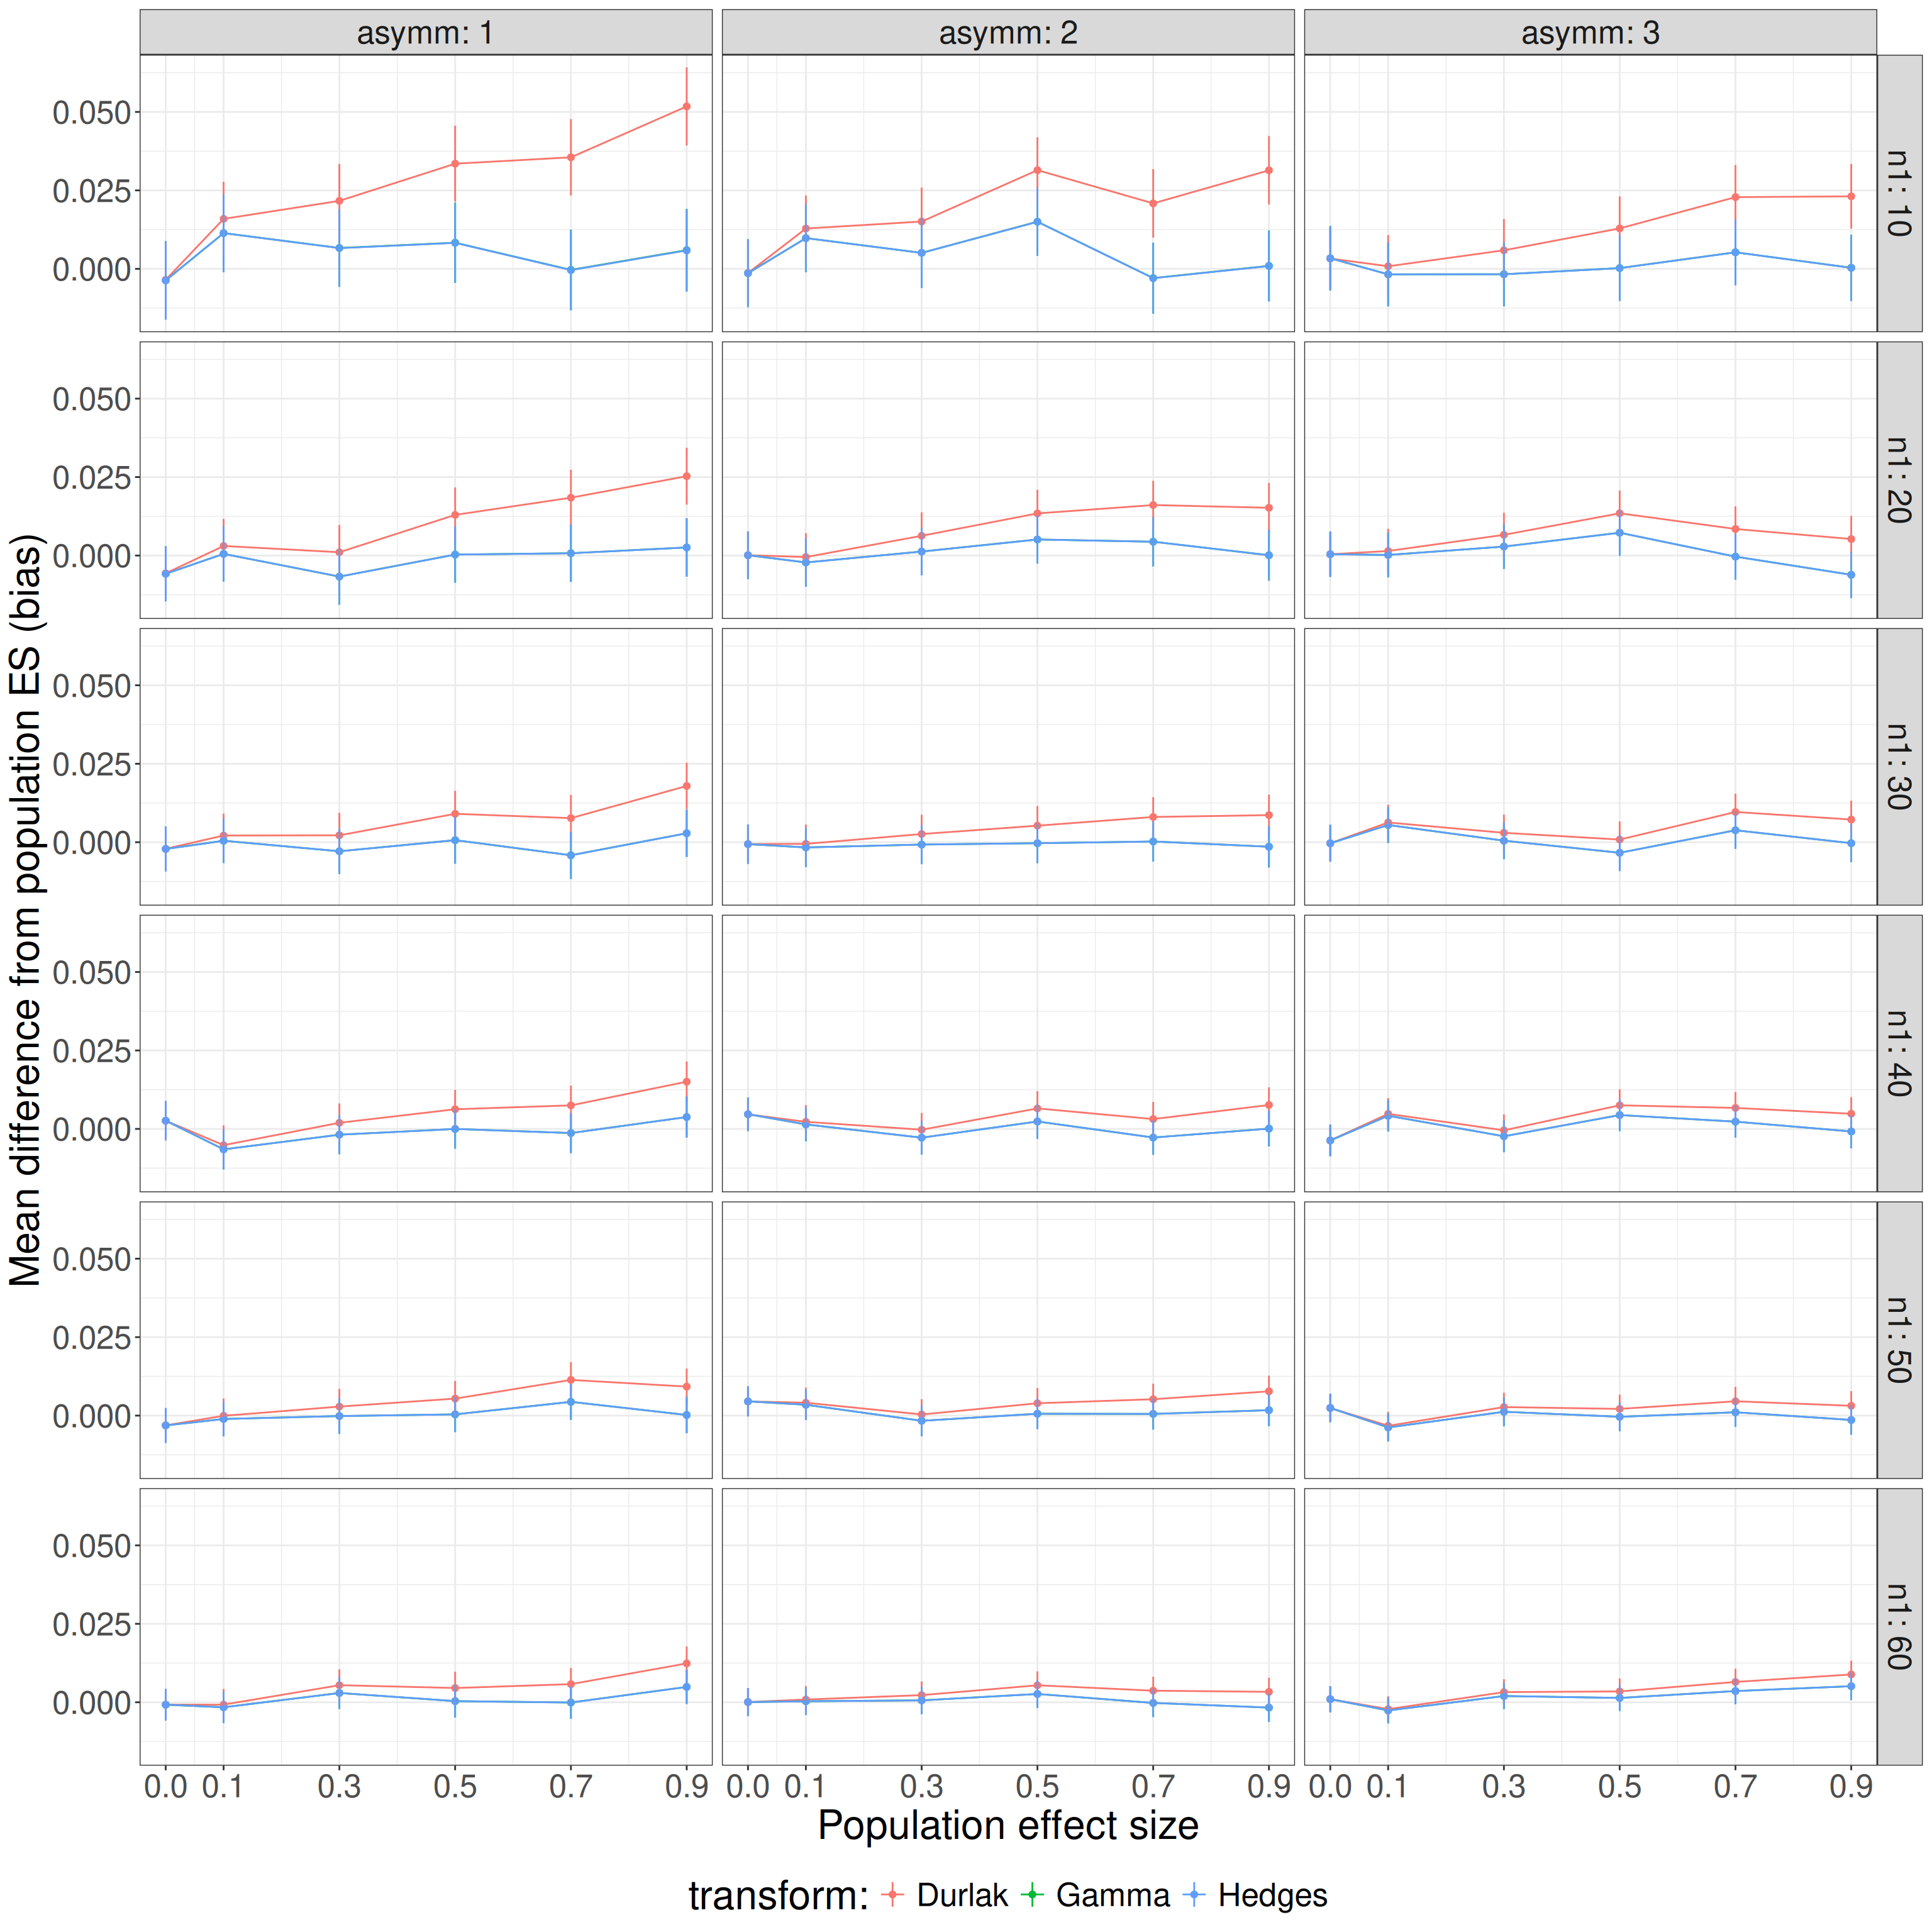 asymm: 1
asymm: 2
asymm: 3
Mean difference from population ES (bias)
0.050
0.025
0.000
n1: 10
0.050
0.025
0.000
n1: 20
0.050
0.025
0.000
n1: 30
0.050
0.025
0.000
n1: 40
0.050
0.025
0.000
n1: 50
0.050
0.025
0.000
n1: 60
0.0 0.1 0.3 0.5 0.7 0.9
0.0 0.1 0.3 0.5 0.7 0.9
0.0 0.1 0.3 0.5 0.7 0.9
Population effect size
transform: Durlak Gamma Hedges